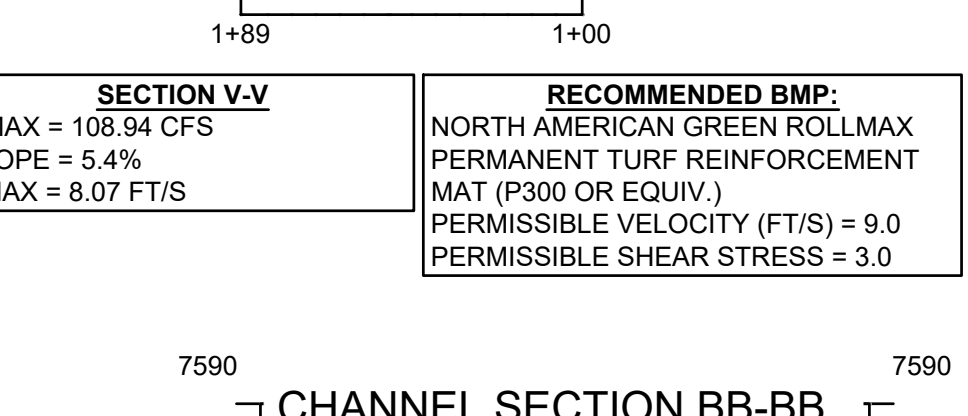 1+89 1+00
SECTION V-V
MAX = 108.94 CFS
OPE = 5.4%
MAX = 8.07 FT/S
RECOMMENDED BMP:
NORTH AMERICAN GREEN ROLLMAX
PERMANENT TURF REINFORCEMENT
MAT (P300 OR EQUIV.)
PERMISSIBLE VELOCITY (FT/S) = 9.0
PERMISSIBLE SHEAR STRESS = 3.0
7590 7590
CHANNEL SECTION BB-BB